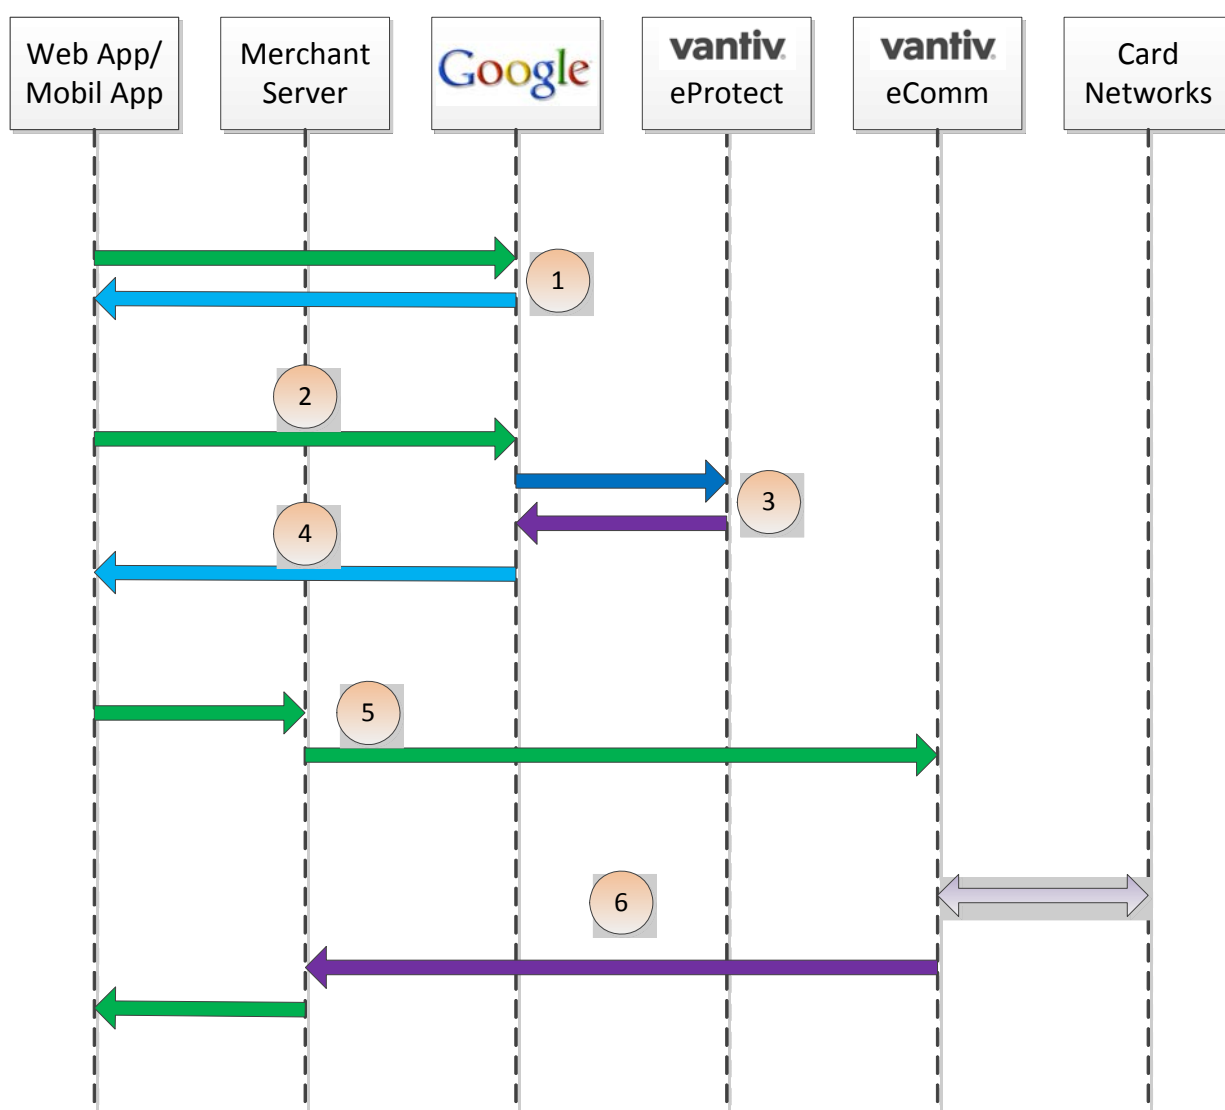 Web App/
Mobil App
Merchant
Server
Google
vantiv
eProtect
vantiv
eComm
Card
Networks
1
2
3
4
5
6